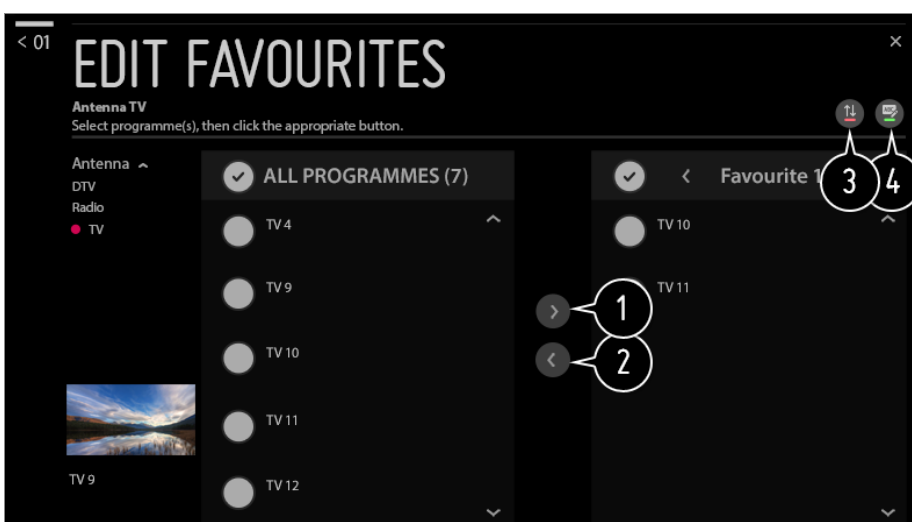 < 01
EDIT FAVOURITES
×
Antenna TV
Select programme(s), then click the appropriate button.
3
4
Antenna
DTV
Radio
TV
ALL PROGRAMMES (7)
TV 4
TV 9
TV 10
TV 11
TV 12
1
2
Favourite 1
TV 10
TV 11
TV 9